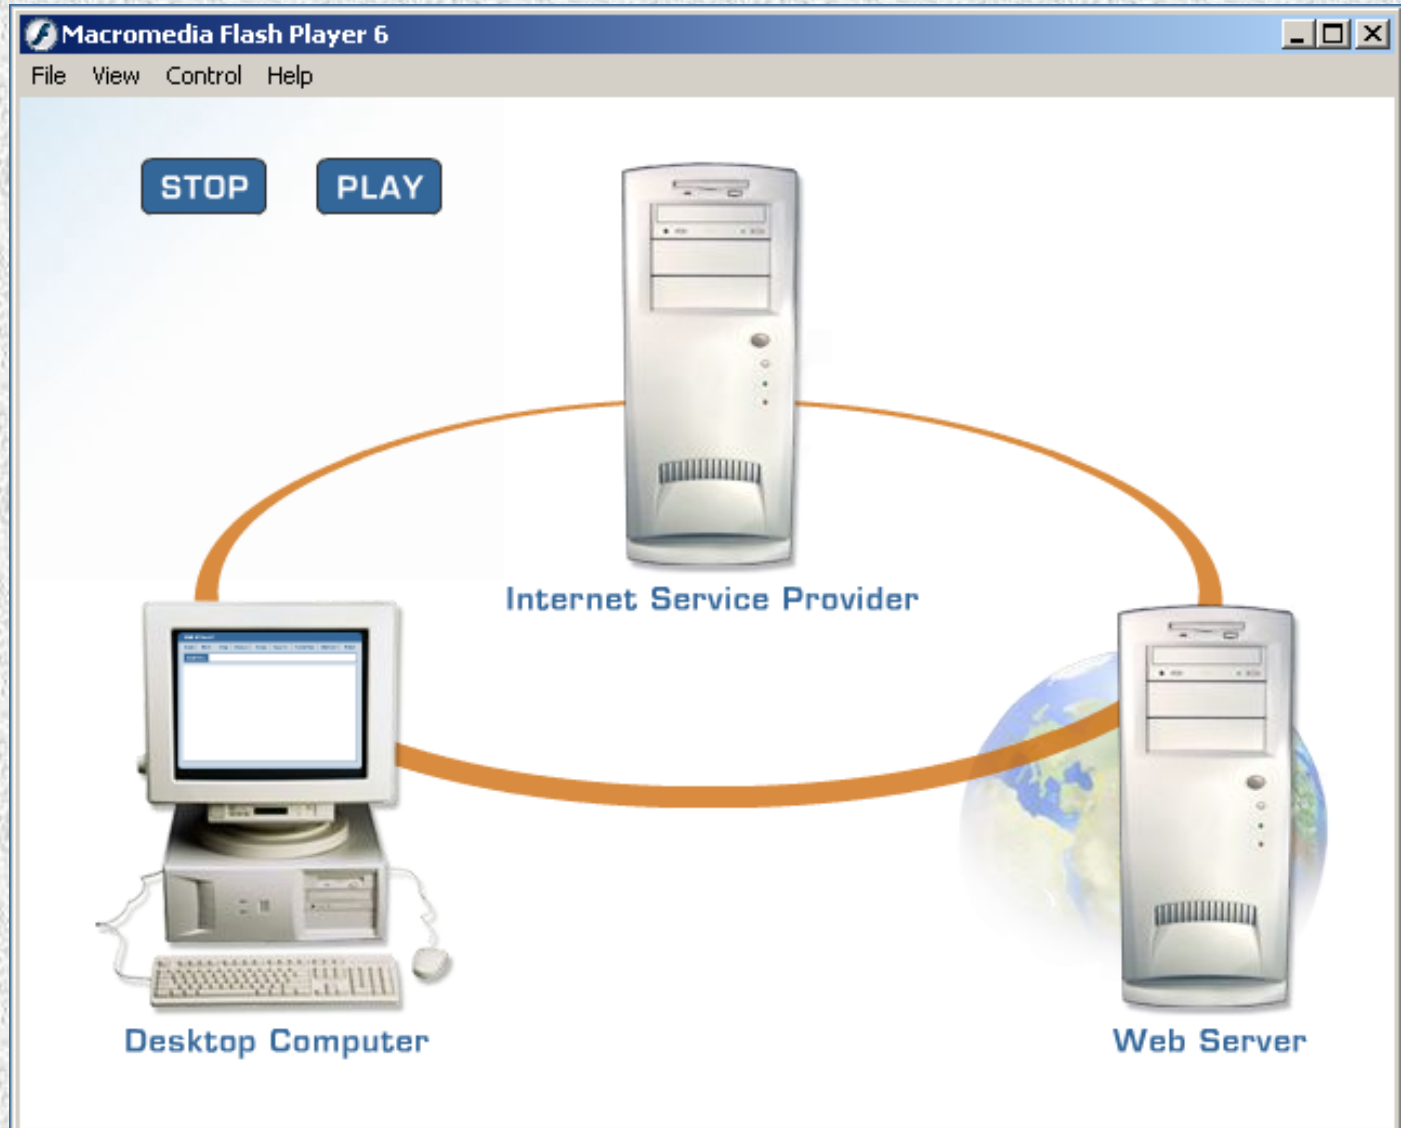 Macromedia Flash Player 6
File View Control Help
STOP PLAY
Internet Service Provider
Desktop Computer
Web Server